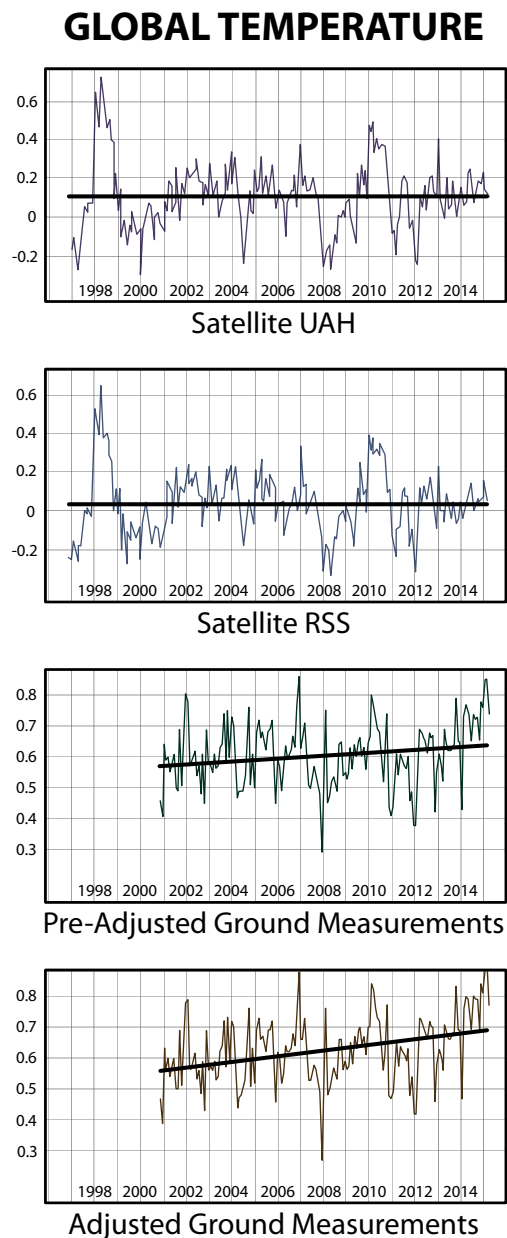 GLOBAL TEMPERATURE
0.6
0.4
0.2
0
-0.2
1998 2000 2002 2004 2006 2008 2010 2012 2014
Satellite UAH
0.6
0.4
0.2
0
-0.2
1998 2000 2002 2004 2006 2008 2010 2012 2014
Satellite RSS
0.8
0.7
0.6
0.5
0.4
0.3
1998 2000 2002 2004 2006 2008 2010 2012 2014
Pre-Adjusted Ground Measurements
0.8
0.7
0.6
0.5
0.4
0.3
1998 2000 2002 2004 2006 2008 2010 2012 2014
Adjusted Ground Measurements